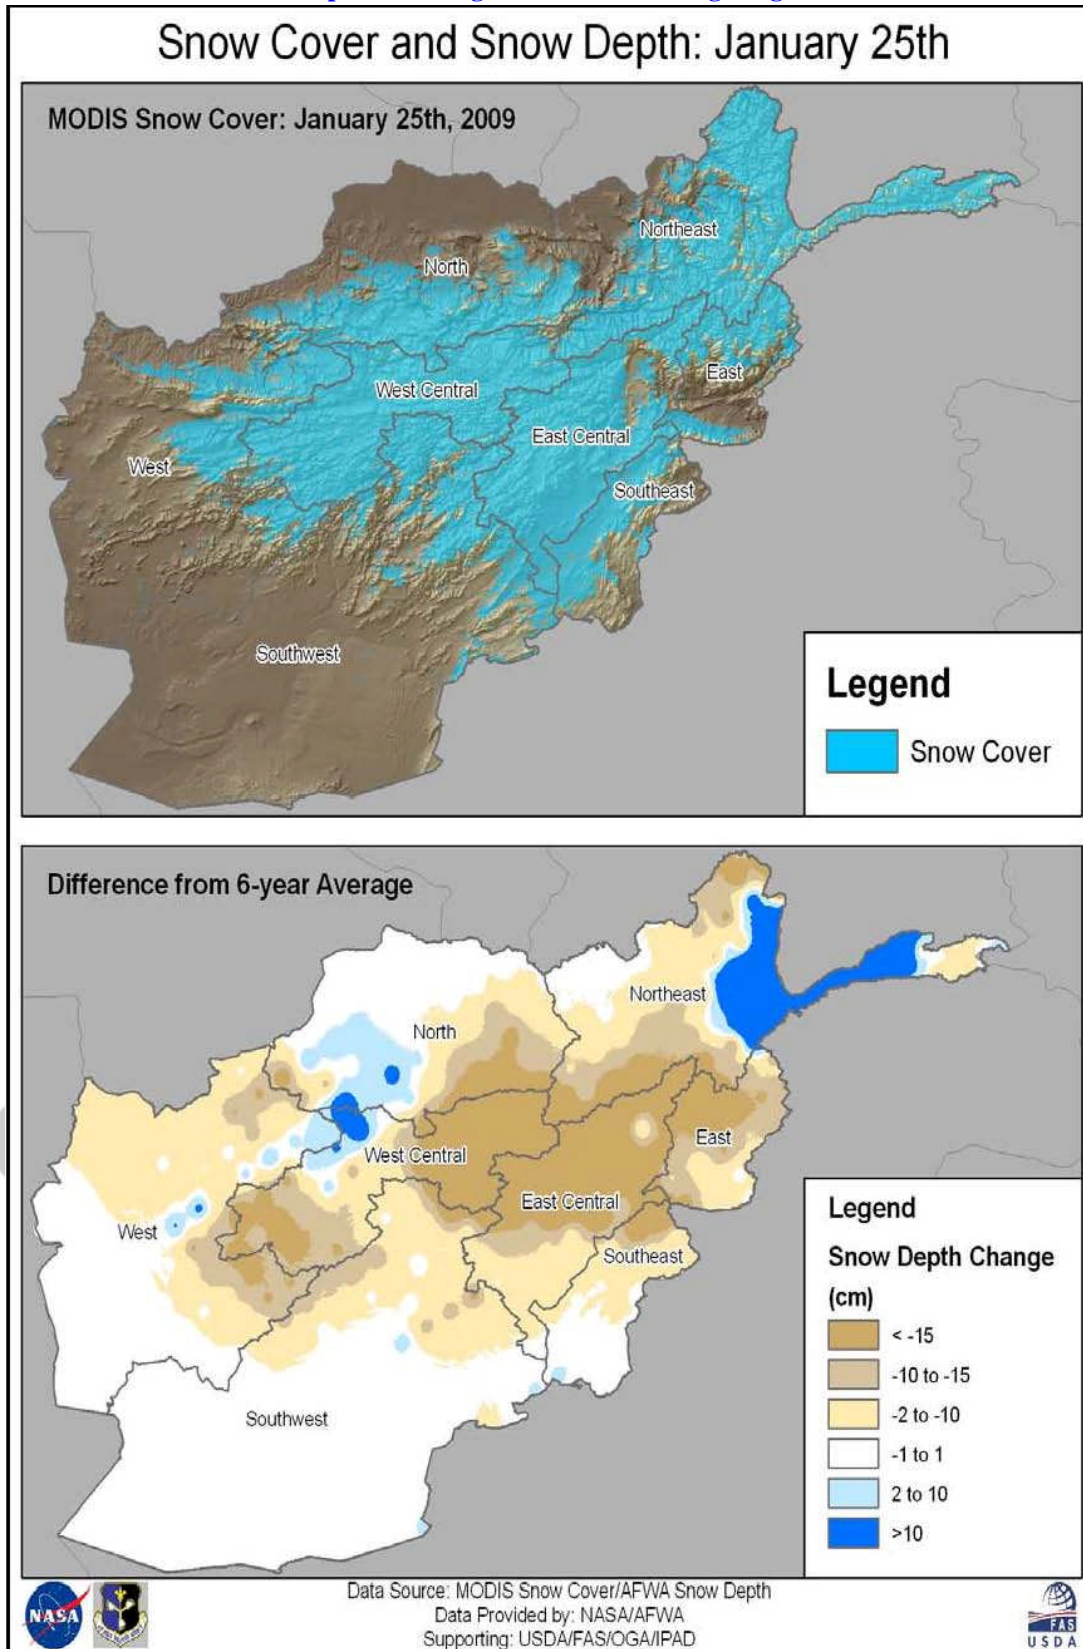 Snow Cover and Snow Depth: January 25th
MODIS Snow Cover: January 25th, 2009
Northeast
North
East
West Central
East Central
West
Southeast
Southwest
Legend
Snow Cover
Difference from 6-year Average
Northeast
North
East
West Central
East Central
West
Southeast
Southwest
Legend
Snow Depth Change
(cm)
< -15
-10 to -15
-2 to -10
-1 to 1
2 to 10
>10
Data Source: MODIS Snow Cover/AFWA Snow Depth
Data Provided by: NASA/AFWA
Supporting: USDA/FAS/OGA/IPAD
NASA
FAS
USDA